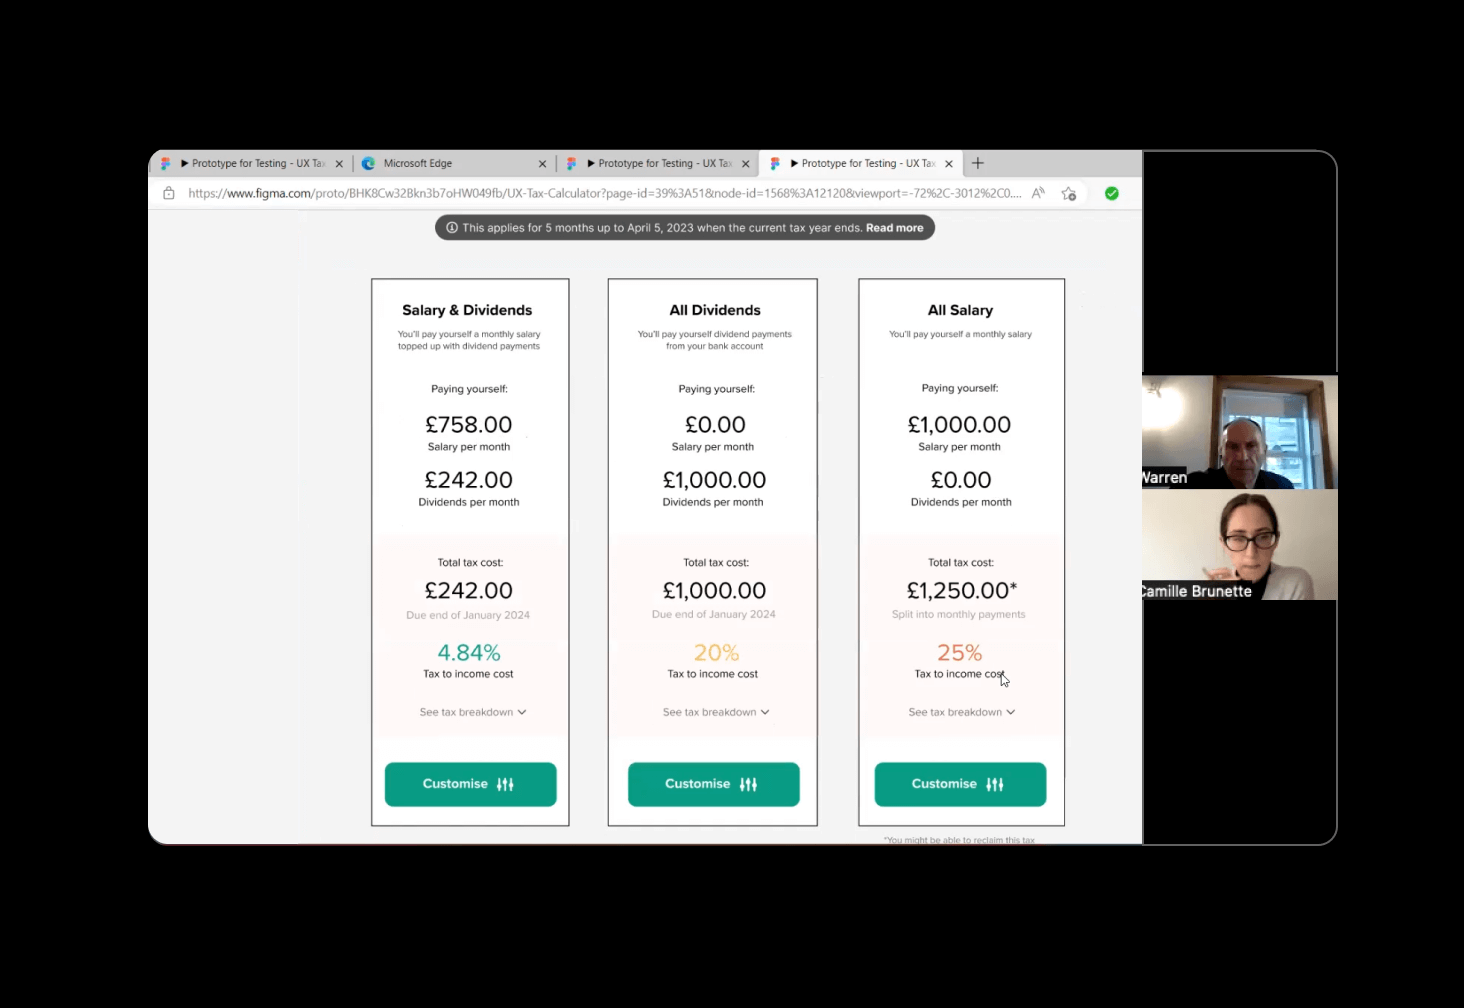 Prototype for Testing - UX Tax
Microsoft Edge
Prototype for Testing - UX Tax
Prototype for Testing - UX Tax
https://www.figma.com/proto/BHK8Cw32Bkn3b7oHW049fb/UX-Tax-Calculator?page-id=39%3A51&node-id=1568%3A12120&viewport=-72%2C-3012%2C0....
This applies for 5 months up to April 5, 2023 when the current tax year ends. Read more
Salary & Dividends
You'll pay yourself a monthly salary
topped up with dividend payments
Paying yourself:
£758.00
Salary per month
£242.00
Dividends per month
Total tax cost:
£242.00
Due end of January 2024
4.84%
Tax to income cost
See tax breakdown
Customise
All Dividends
You'll pay yourself dividend payments
from your bank account
Paying yourself:
£0.00
Salary per month
£1,000.00
Dividends per month
Total tax cost:
£1,000.00
Due end of January 2024
20%
Tax to income cost
See tax breakdown
Customise
All Salary
You'll pay yourself a monthly salary
Paying yourself:
£1,000.00
Salary per month
£0.00
Dividends per month
Total tax cost:
£1,250.00*
Split into monthly payments
25%
Tax to income cost
See tax breakdown
Customise
*You might be able to reclaim this tax
Warren
Camille Brunette